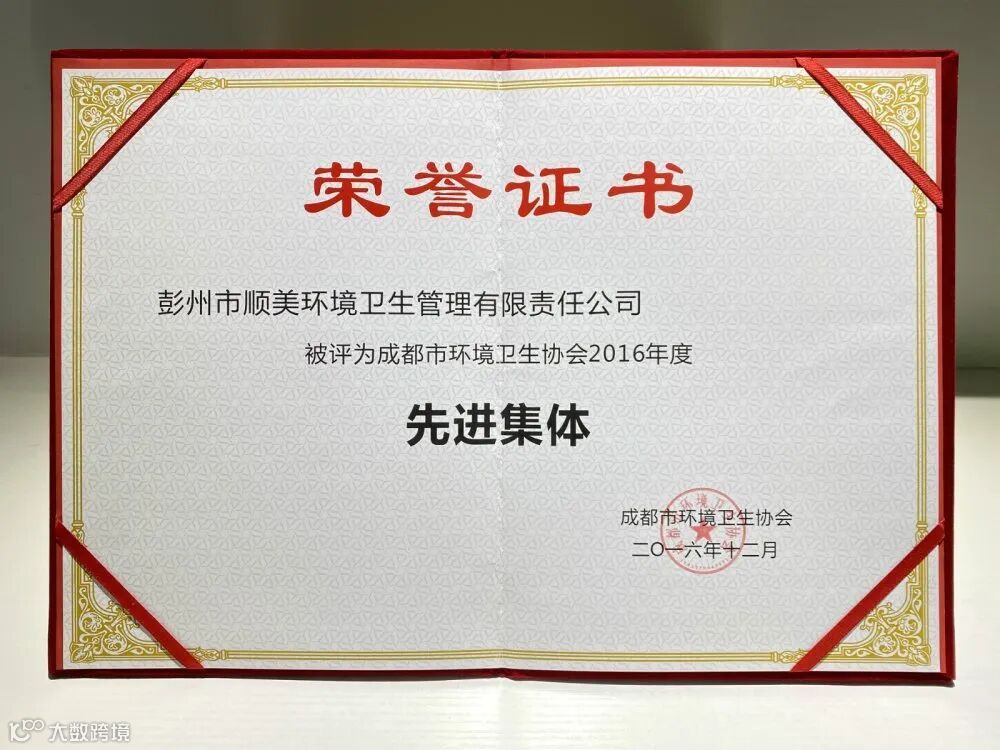 荣誉证书
彭州市顺美环境卫生管理有限责任公司
被评为成都市环境卫生协会2016年度
先进集体
成都市环境卫生协会
二〇一六年十二月
大数跨境